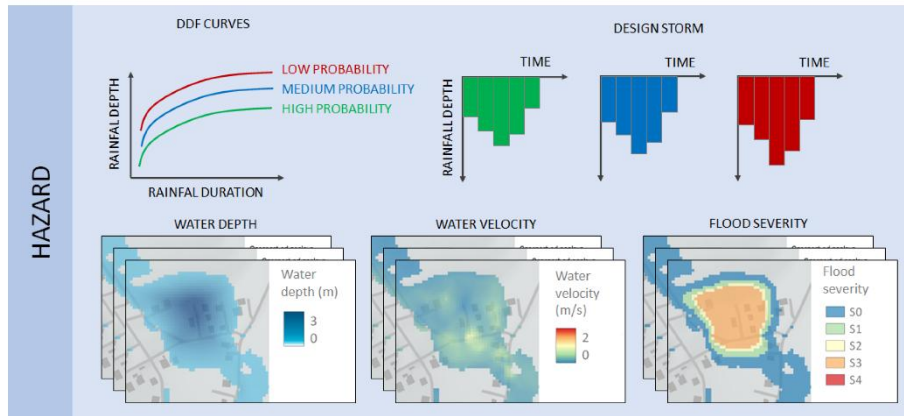 HAZARD
DDF CURVES
RAINFALL DEPTH
LOW PROBABILITY
MEDIUM PROBABILITY
HIGH PROBABILITY
RAINFAL DURATION
DESIGN STORM
RAINFALL DEPTH
TIME
TIME
TIME
WATER DEPTH
Water
depth (m)
3
0
WATER VELOCITY
Water
velocity
(m/s)
2
0
FLOOD SEVERITY
Flood
severity
S0
S1
S2
S3
S4